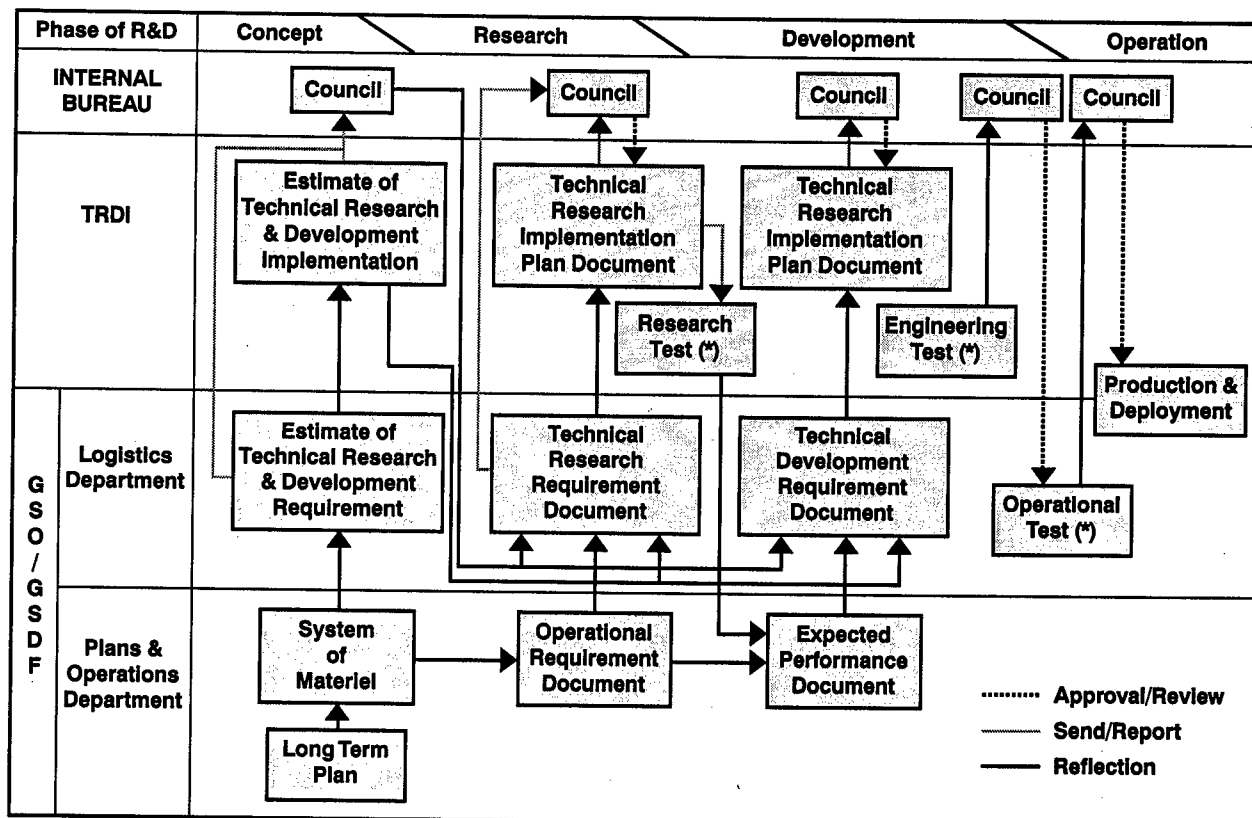 Phase of R&D
Concept
Research
Development
Operation
INTERNAL
BUREAU
Council
Council
Council
Council
Council
TRDI
Estimate of
Technical Research
& Development
Implementation
Technical
Research
Implementation
Plan Document
Technical
Research
Implementation
Plan Document
Research
Test (*)
Engineering
Test (*)
Production &
Deployment
GSO/GSDF
Logistics
Department
Estimate of
Technical Research
& Development
Requirement
Technical
Research
Requirement
Document
Technical
Development
Requirement
Document
Operational
Test (*)
Plans &
Operations
Department
System
of
Materiel
Operational
Requirement
Document
Expected
Performance
Document
Long Term
Plan
Approval/Review
Send/Report
Reflection